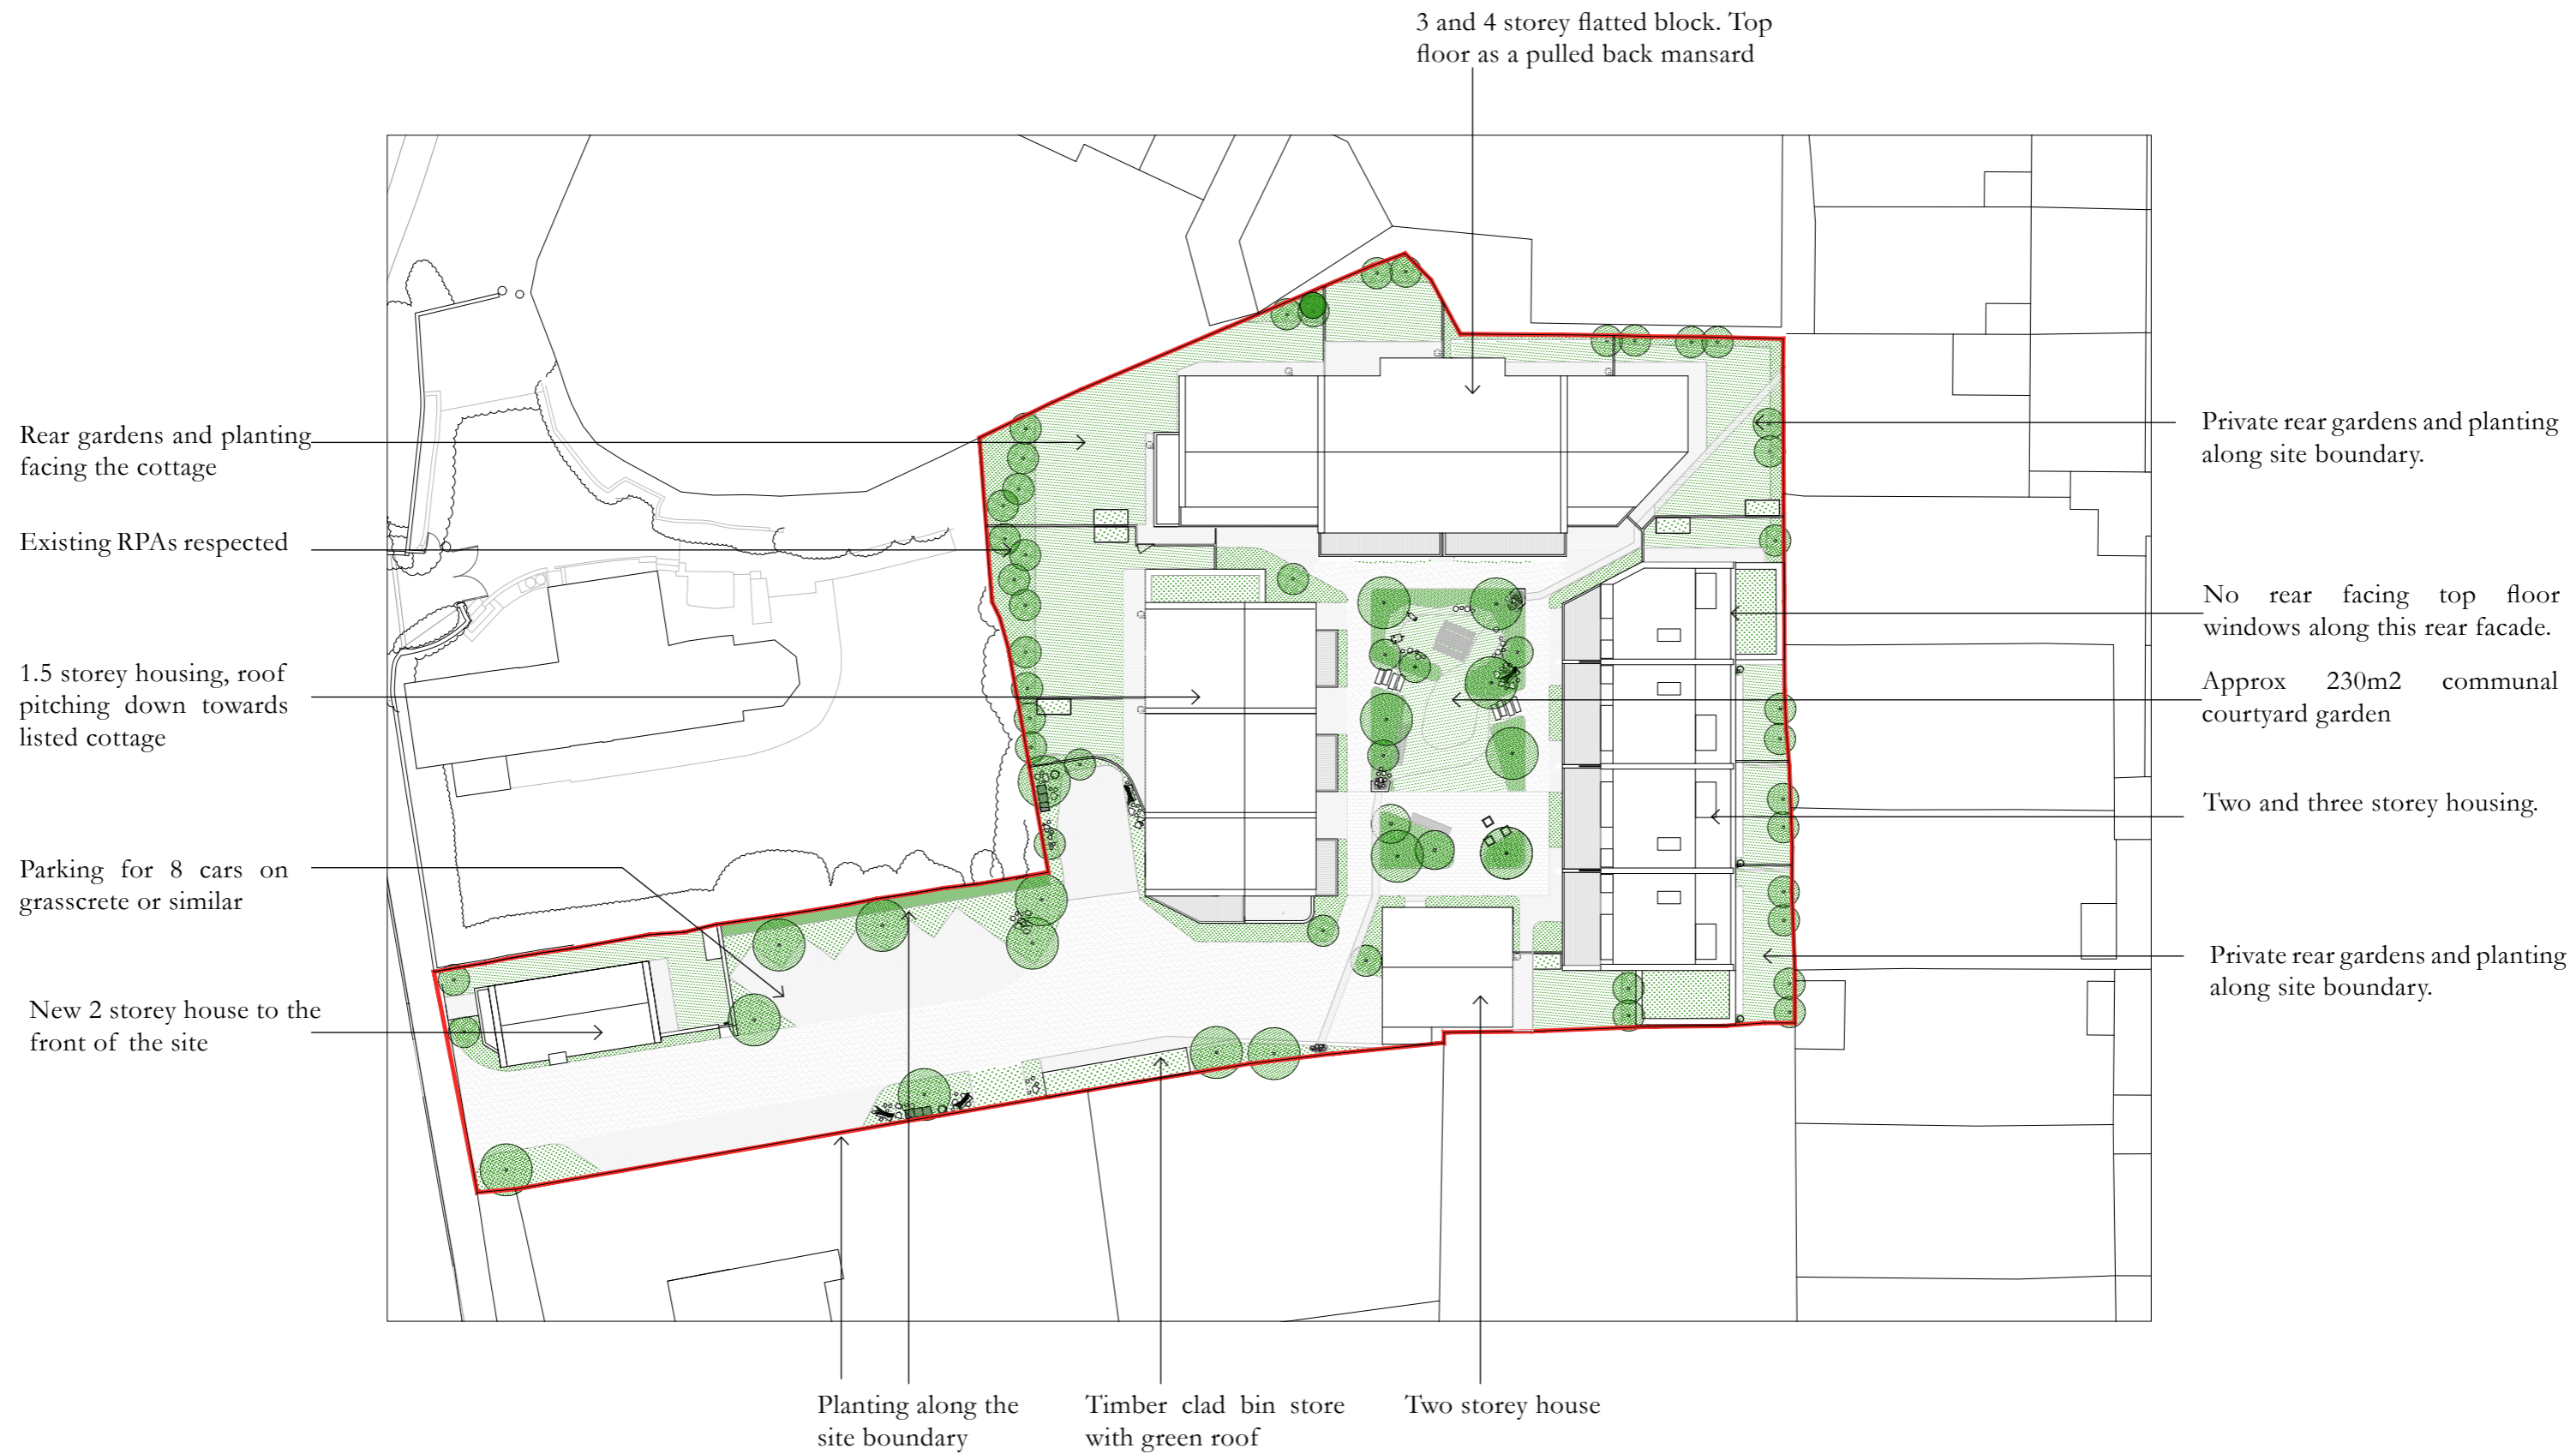 3 and 4 storey flatted block. Top
floor as a pulled back mansard
Rear gardens and planting
facing the cottage
Existing RPAs respected
1.5 storey housing, roof
pitching down towards
listed cottage
Parking for 8 cars on
grasscrete or similar
New 2 storey house to the
front of the site
Private rear gardens and planting
along site boundary.
No rear facing top floor
windows along this rear facade.
Approx 230m2 communal
courtyard garden
Two and three storey housing.
Private rear gardens and planting
along site boundary.
Planting along the
site boundary
Timber clad bin store
with green roof
Two storey house